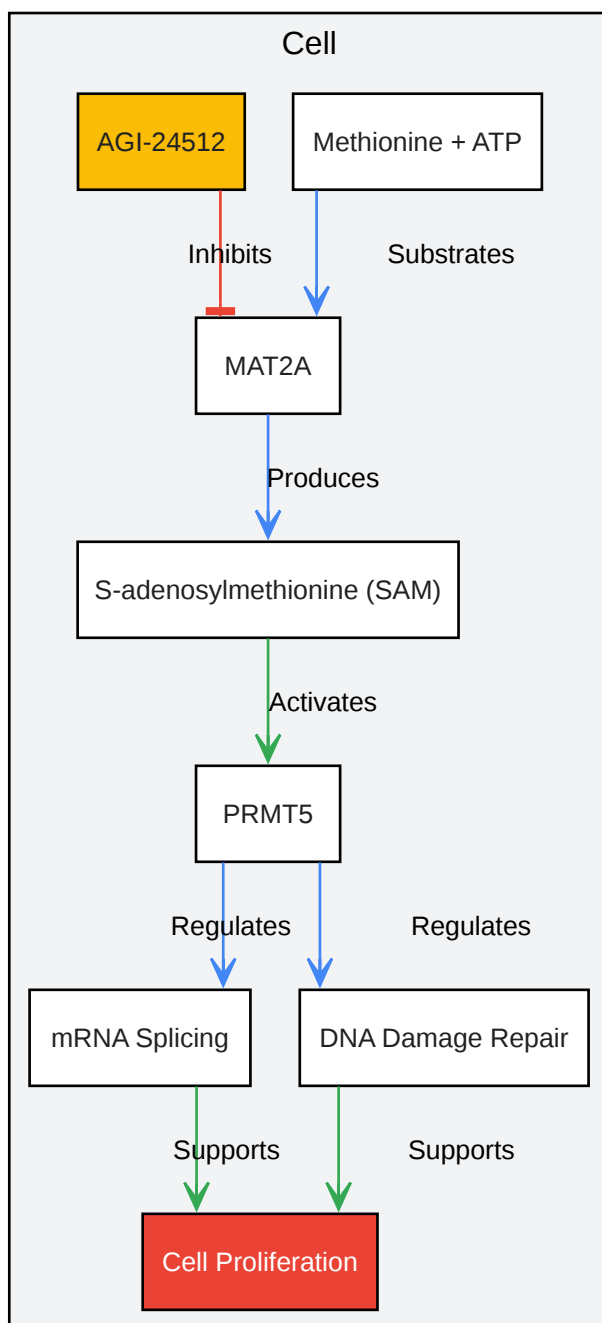 Cell
AGI-24512
Methionine + ATP
Inhibits
Substrates
MAT2A
Produces
S-adenosylmethionine (SAM)
Activates
PRMT5
Regulates
Regulates
mRNA Splicing
DNA Damage Repair
Supports
Supports
Cell Proliferation